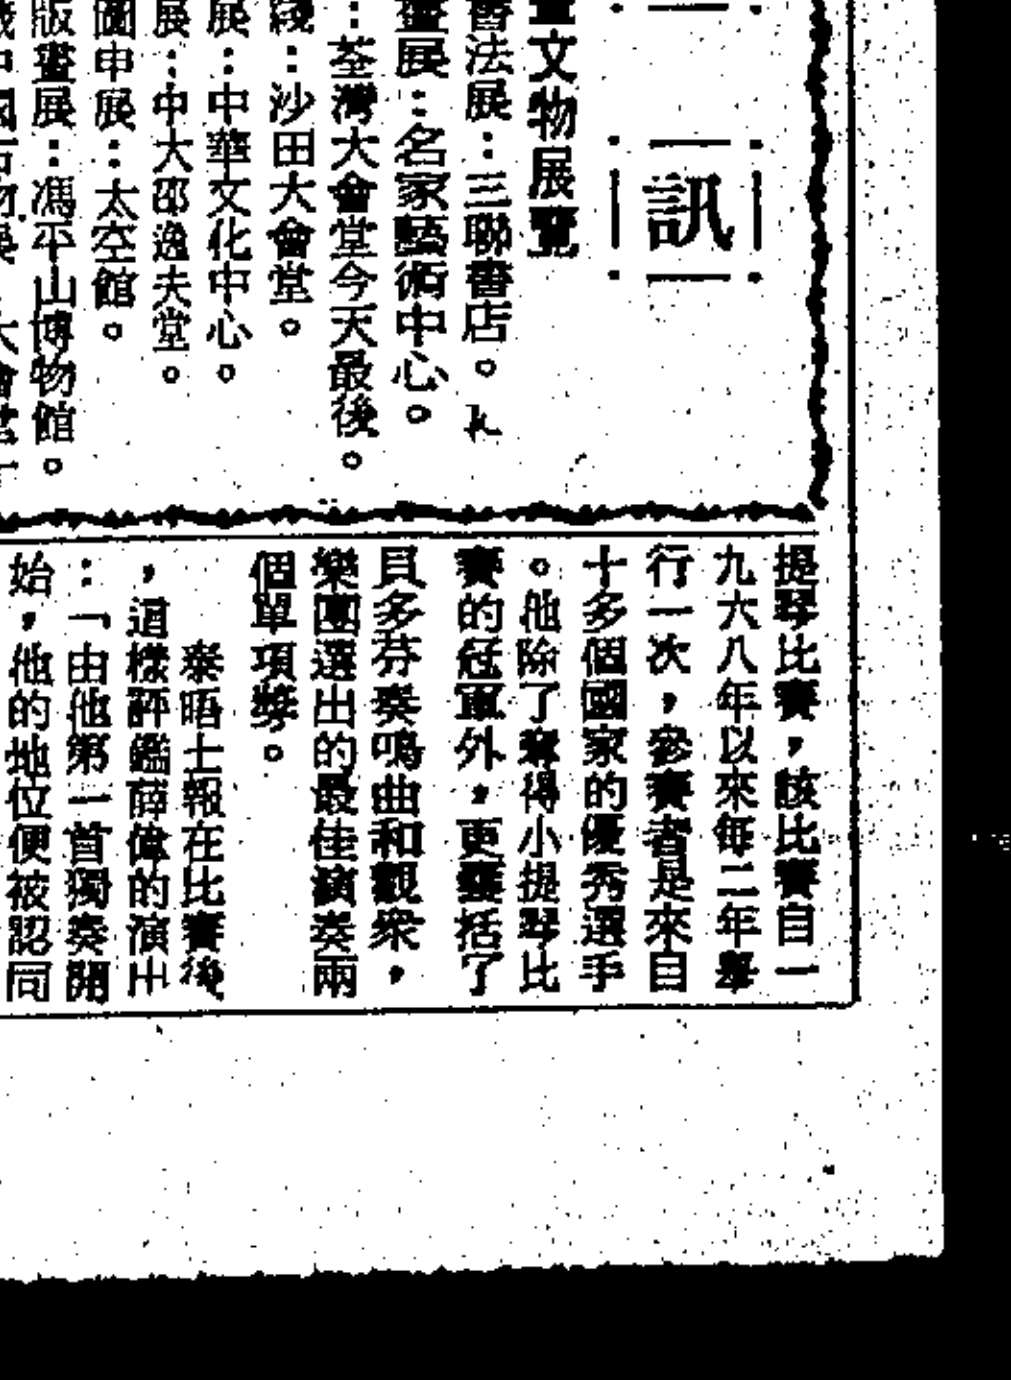 訊
文物展覽
書法展：三聯書店。
畫展：名家藝術中心。
：荃灣大會堂今天最後。
：沙田大會堂。
展：中華文化中心。
展：中大邵逸夫堂。
圖申展：太空館。
版畫展：馮平山博物館。
提琴比賽，該比賽自一
九六八年以來每二年舉
行一次，參賽者是來自
十多個國家的優秀選手
。他除了奪得小提琴比
賽的冠軍外，更囊括了
貝多芬奏鳴曲和觀衆，
樂團選出的最佳演奏兩
個單項獎。
泰晤士報在比賽後
，這樣評鑑薛偉的演出
：「由他第一首獨奏開
始，他的地位便被認同